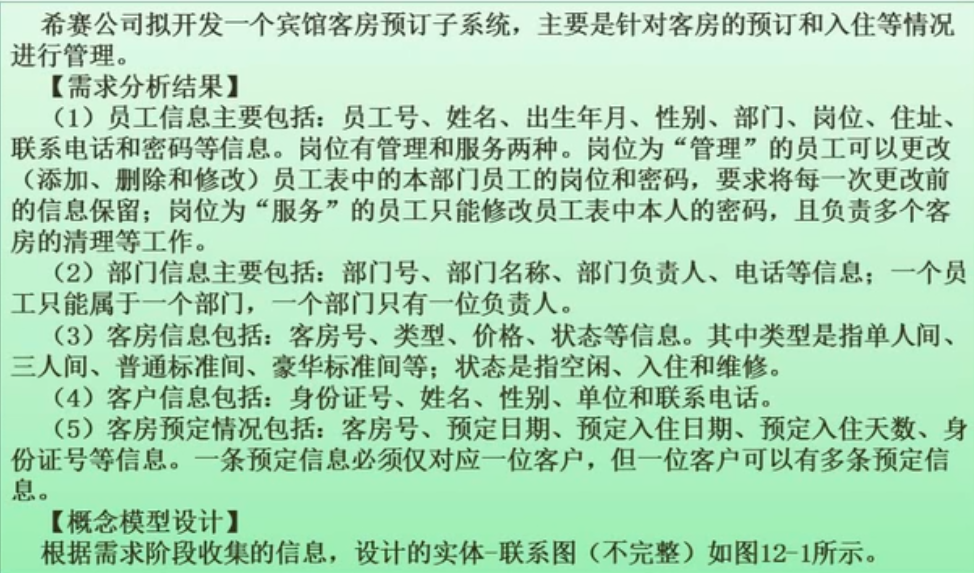 希赛公司拟开发一个宾馆客房预订子系统，主要是针对客房的预订和入住等情况
进行管理。
【需求分析结果】
（1）员工信息主要包括：员工号、姓名、出生年月、性别、部门、岗位、住址、
联系电话和密码等信息。岗位有管理和服务两种。岗位为“管理”的员工可以更改
（添加、删除和修改）员工表中的本部门员工的岗位和密码，要求将每一次更改前
的信息保留；岗位为“服务”的员工只能修改员工表中本人的密码，且负责多个客
房的清理等工作。
（2）部门信息主要包括：部门号、部门名称、部门负责人、电话等信息；一个员
工只能属于一个部门，一个部门只有一位负责人。
（3）客房信息包括：客房号、类型、价格、状态等信息。其中类型是指单人间、
三人间、普通标准间、豪华标准间等；状态是指空闲、入住和维修。
（4）客户信息包括：身份证号、姓名、性别、单位和联系电话。
（5）客房预定情况包括：客房号、预定日期、预定入住日期、预定入住天数、身
份证号等信息。一条预定信息必须仅对应一位客户，但一位客户可以有多条预定信
息。
【概念模型设计】
根据需求阶段收集的信息，设计的实体-联系图（不完整）如图12-1所示。